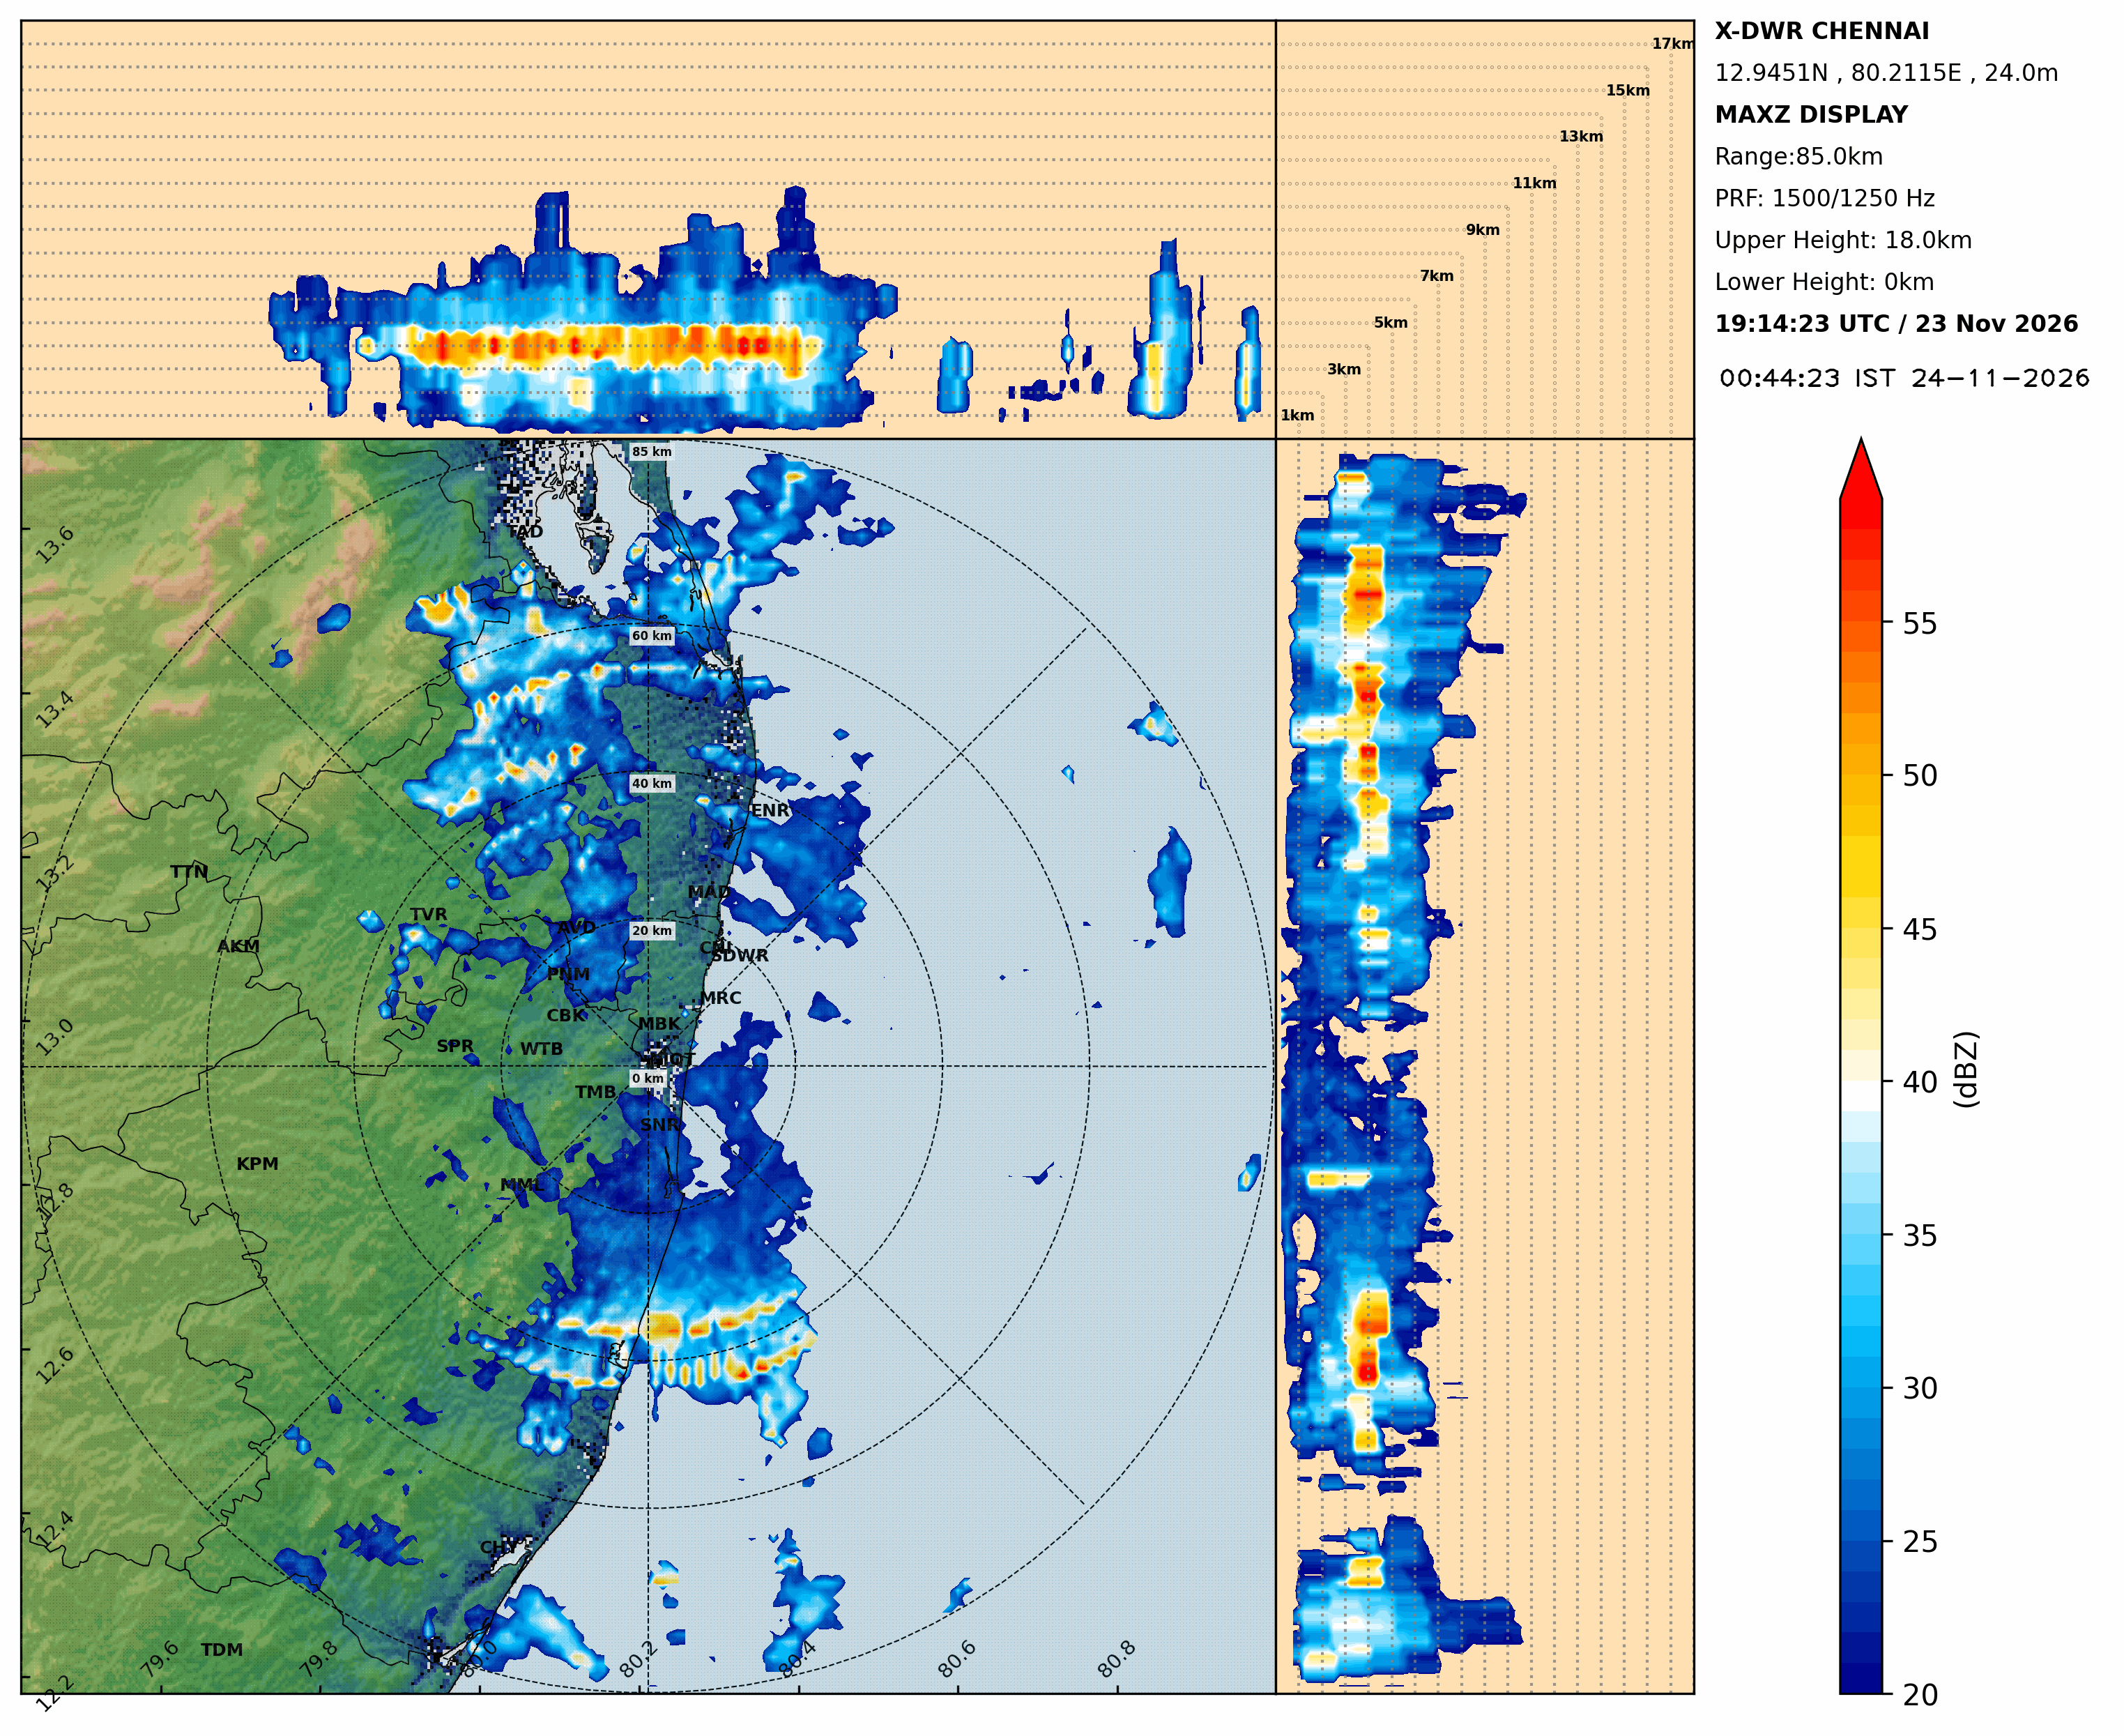 X-DWR CHENNAI
12.9451N , 80.2115E , 24.0m
MAXZ DISPLAY
Range:85.0km
PRF: 1500/1250 Hz
Upper Height: 18.0km
Lower Height: 0km
19:14:23 UTC / 23 Nov 2026
00:44:23 IST 24-11-2026
17km
15km
13km
11km
9km
7km
5km
3km
1km
85 km
TAD
13.6
60 km
13.4
40 km
ENR
13.2
TTN
MAD
TVR
AVD
20 km
AKM
CNI
SDWR
PNM
MRC
CBK
MBK
13.0
SPR
WTB
IOT
0 km
TMB
SNR
KPM
MML
12.8
12.6
12.4
CHY
TDM
12.2
79.6
79.8
80.0
80.2
80.4
80.6
80.8
55
50
45
40
35
30
25
20
(dBZ)